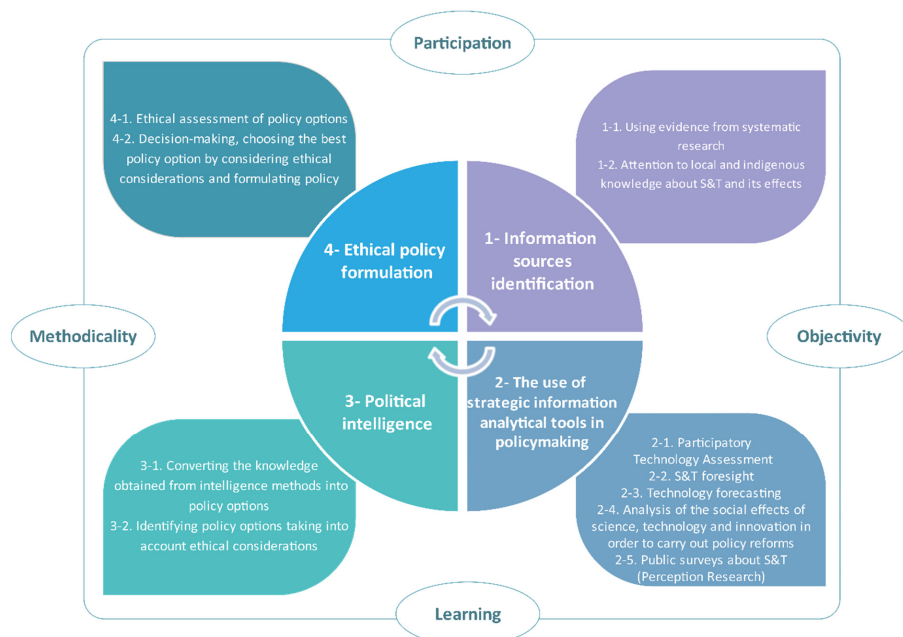 Participation
4-1. Ethical assessment of policy options
4-2. Decision-making, choosing the best
policy option by considering ethical
considerations and formulating policy
1-1. Using evidence from systematic
research
1-2. Attention to local and indigenous
knowledge about S&T and its effects
4- Ethical policy
formulation
1- Information
sources
identification
Methodicality
Objectivity
3- Political
intelligence
2- The use of
strategic information
analytical tools in
policymaking
3-1. Converting the knowledge
obtained from intelligence methods into
policy options
3-2. Identifying policy options taking into
account ethical considerations
2-1. Participatory
Technology Assessment
2-2. S&T foresight
2-3. Technology forecasting
2-4. Analysis of the social effects of
science, technology and innovation in
order to carry out policy reforms
2-5. Public surveys about S&T
(Perception Research)
Learning